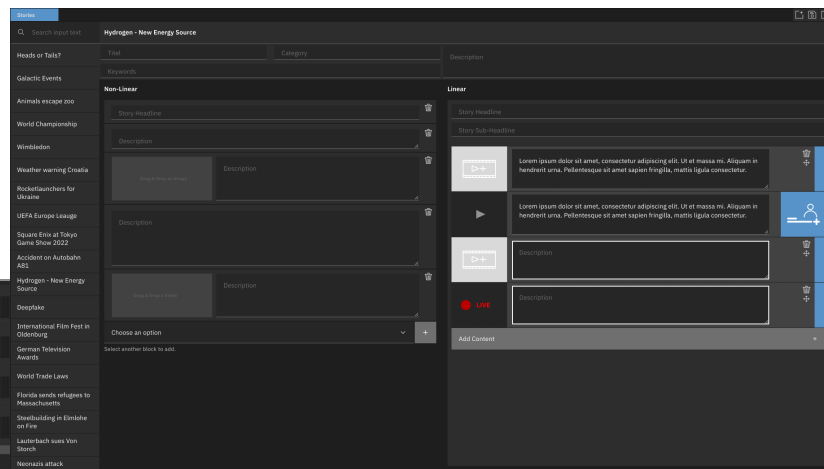 Stories
Search input text
Heads or Tails?
Galactic Events
Animals escape zoo
World Championship
Wimbledon
Weather warning Croatia
Rocketlaunchers for
Ukraine
UEFA Europe Leauge
Square Enix at Tokyo
Game Show 2022
Accident on Autobahn
A81
Hydrogen - New Energy
Source
Deepfake
International Film Fest in
Oldenburg
German Television
Awards
World Trade Laws
Florida sends refugees to
Massachusetts
Steelbuilding in Elmlohe
on Fire
Lauterbach sues Von
Storch
Neonazis attack
Hydrogen - New Energy Source
Titel
Category
Description
Keywords
Non-Linear
Story Headline
Description
Drag & Drop an image
Description
Description
Description
Choose an option
Select another block to add.
Linear
Story Headline
Story Sub-Headline
Lorem ipsum dolor sit amet, consectetur adipiscing elit. Ut et massa mi. Aliquam in
hendrerit urna. Pellentesque sit amet sapien fringilla, mattis ligula consectetur.
Lorem ipsum dolor sit amet, consectetur adipiscing elit. Ut et massa mi. Aliquam in
hendrerit urna. Pellentesque sit amet sapien fringilla, mattis ligula consectetur.
Description
LIVE
Description
Add Content